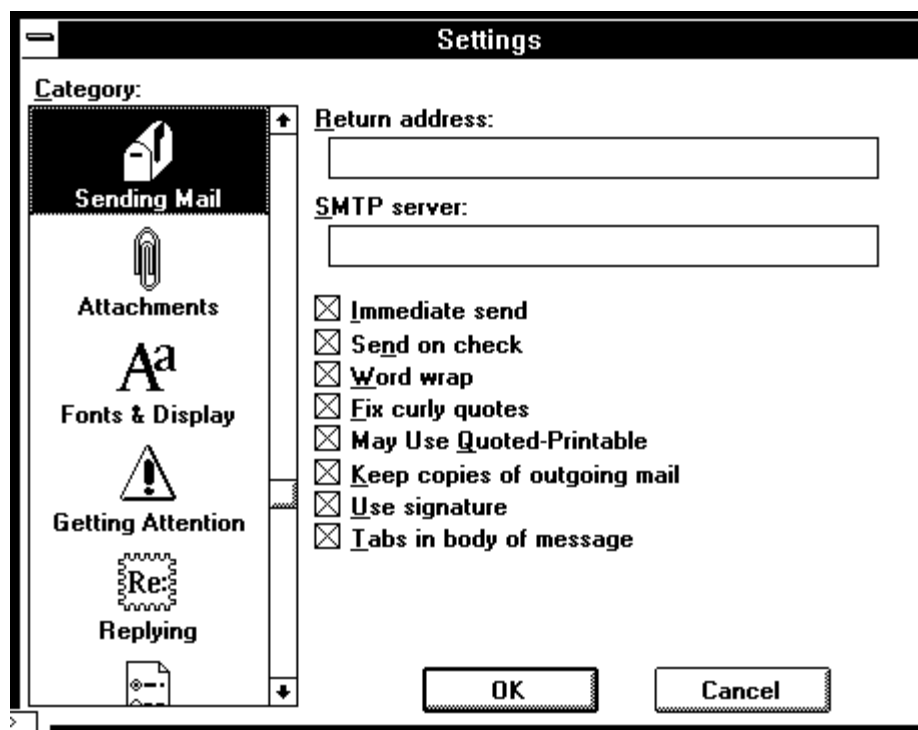 Settings
Category:
Sending Mail
Attachments
Aa
Fonts & Display
Getting Attention
Re:
Replying
Return address:
SMTP server:
Immediate send
Send on check
Word wrap
Fix curly quotes
May Use Quoted-Printable
Keep copies of outgoing mail
Use signature
Tabs in body of message
OK
Cancel